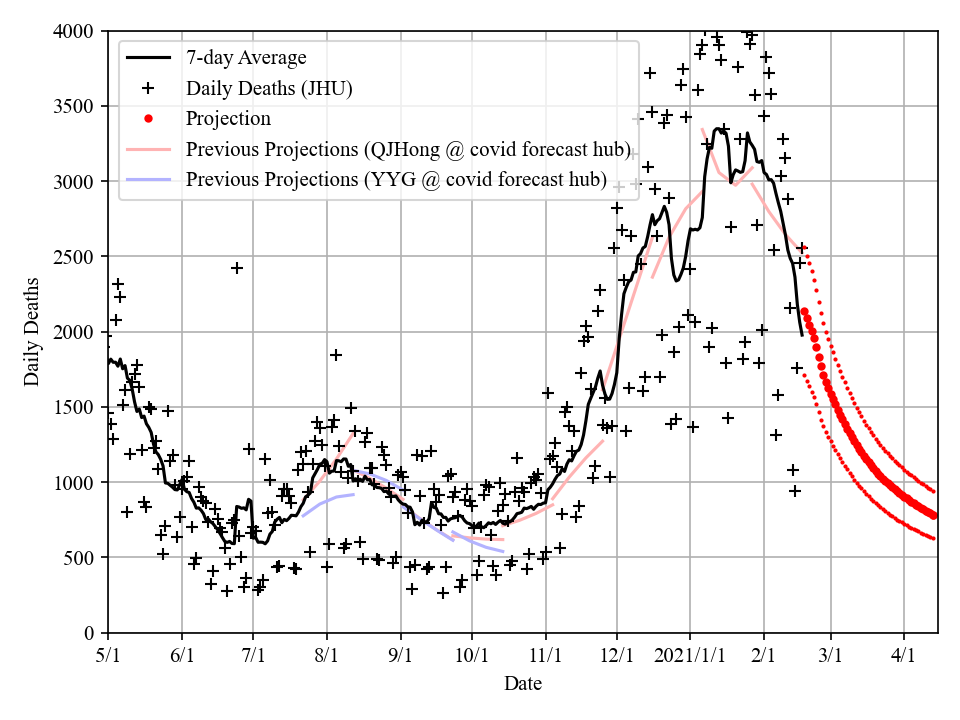 4000
3500
3000
2500
2000
1500
1000
500
0
Daily Deaths
7-day Average
Daily Deaths (JHU)
Projection
Previous Projections (QJHong @ covid forecast hub)
Previous Projections (YYG @ covid forecast hub)
5/1 6/1 7/1 8/1 9/1 10/1 11/1 12/1 2021/1/1 2/1 3/1 4/1
Date